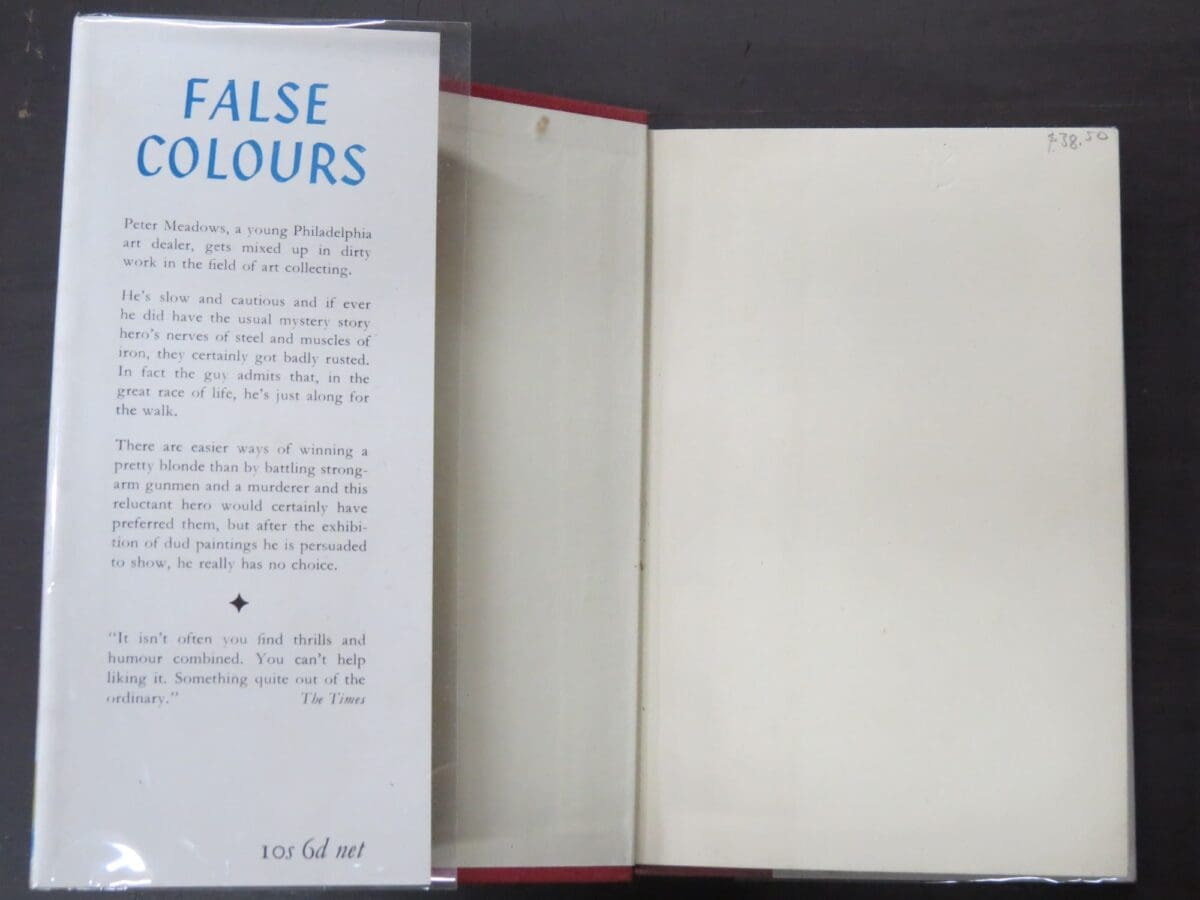 FALSE
COLOURS
Peter Meadows, a young Philadelphia
art dealer, gets mixed up in dirty
work in the field of art collecting.
He's slow and cautious and if ever
he did have the usual mystery story
hero's nerves of steel and muscles of
iron, they certainly got badly rusted.
In fact the guy admits that, in the
great race of life, he's just along for
the walk.
There are easier ways of winning a
pretty blonde than by battling strong-
arm gunmen and a murderer and this
reluctant hero would certainly have
preferred them, but after the exhibi-
tion of dud paintings he is persuaded
to show, he really has no choice.
"It isn't often you find thrills and
humour combined. You can't help
liking it. Something quite out of the
ordinary." The Times
10s 6d net
£38.50